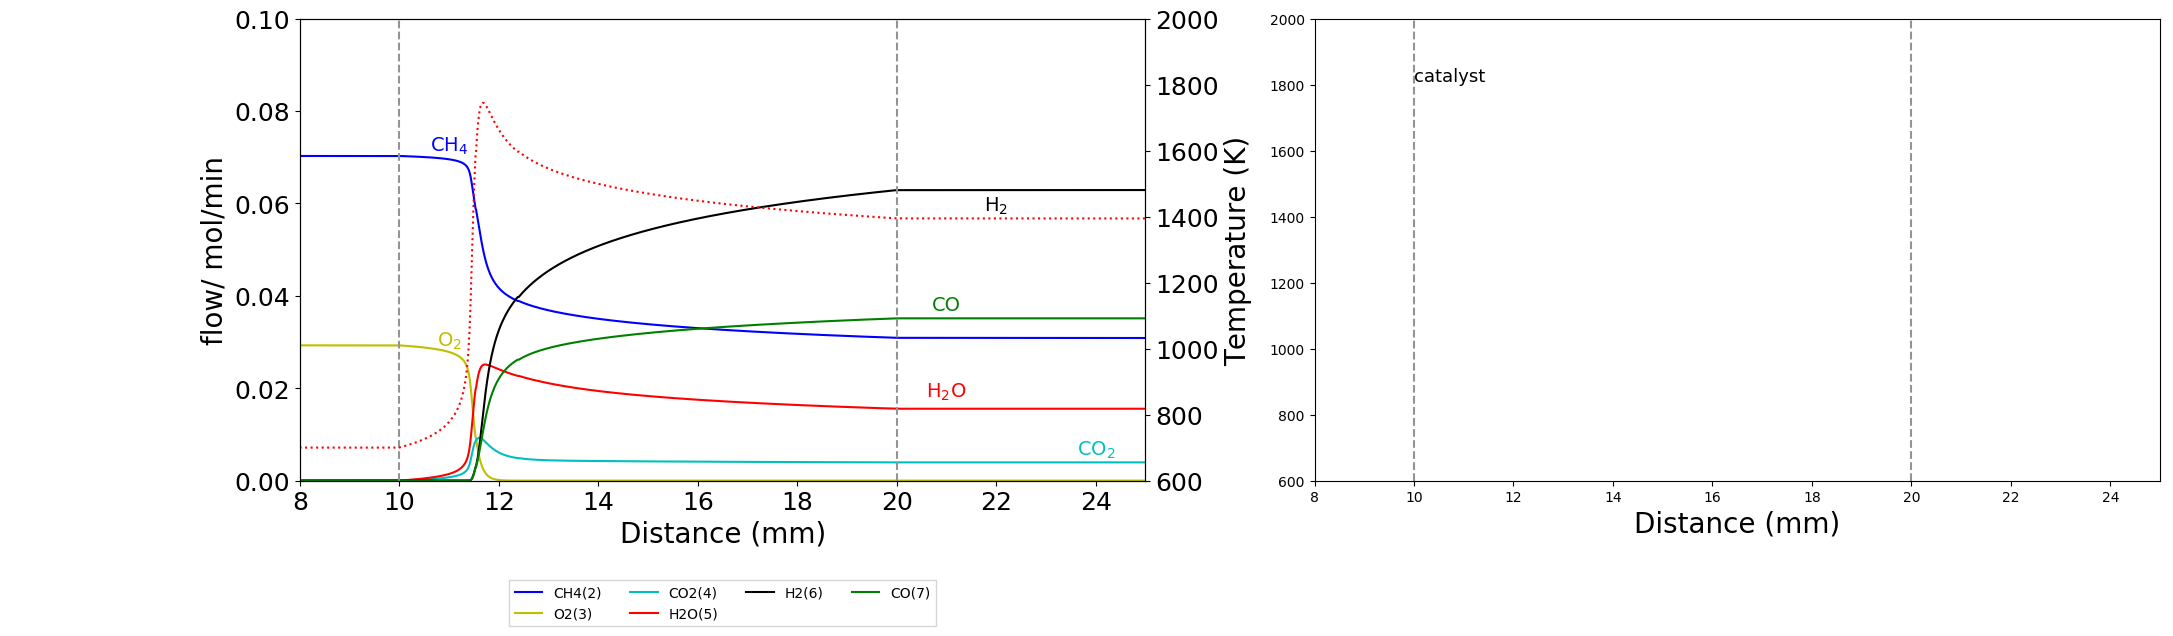 0.10
0.08
0.06
0.04
0.02
0.00
flow/ mol/min
CH₄
O₂
H₂
CO
H₂O
CO₂
8 10 12 14 16 18 20 22 24
Distance (mm)
2000
1800
1600
1400
1200
1000
800
600
Temperature (K)
CH4(2) CO2(4) H2(6) CO(7)
O2(3) H2O(5)
2000
1800
1600
1400
1200
1000
800
600
catalyst
8 10 12 14 16 18 20 22 24
Distance (mm)